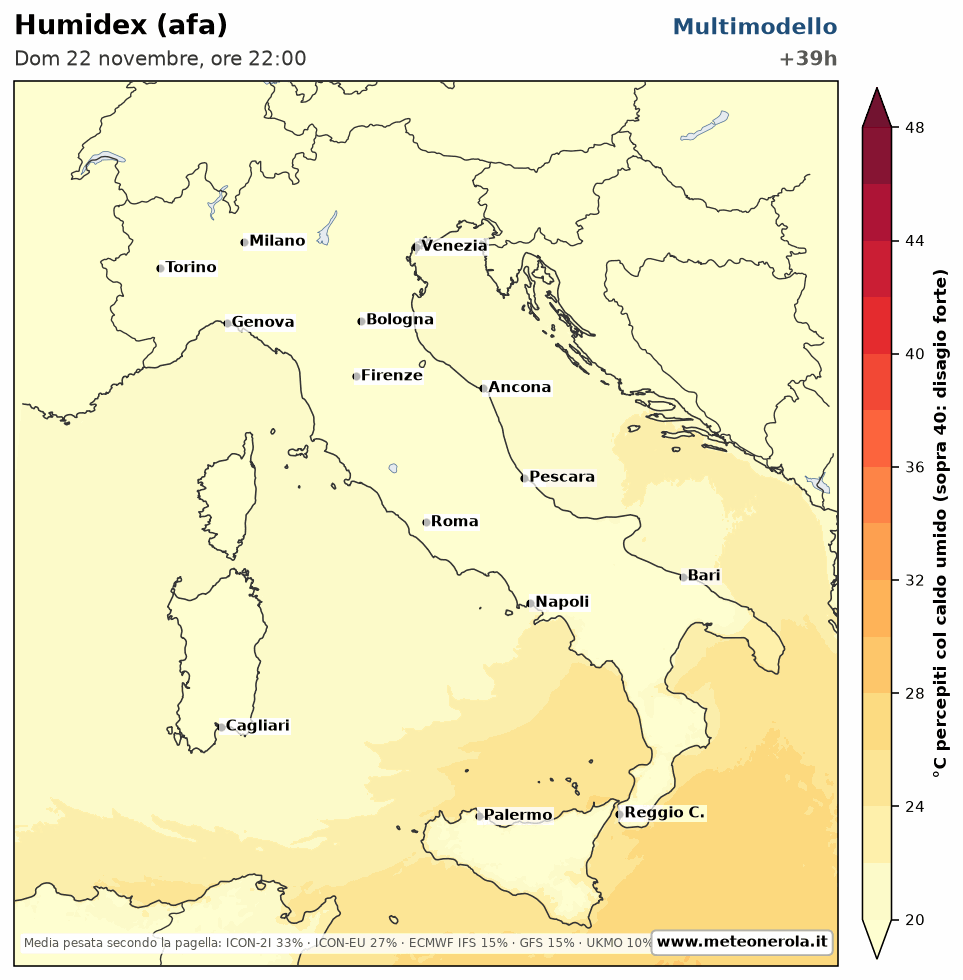 Humidex (afa)
Multimodello
Dom 22 novembre, ore 22:00
+39h
48
44
40
36
32
28
24
20
°C percepiti col caldo umido (sopra 40: disagio forte)
Milano
Venezia
Torino
Genova
Bologna
Firenze
Ancona
Pescara
Roma
Bari
Napoli
Cagliari
Palermo
Reggio C.
Media pesata secondo la pagella: ICON-2I 33% · ICON-EU 27% · ECMWF IFS 15% · GFS 15% · UKMO 10%
www.meteonerola.it